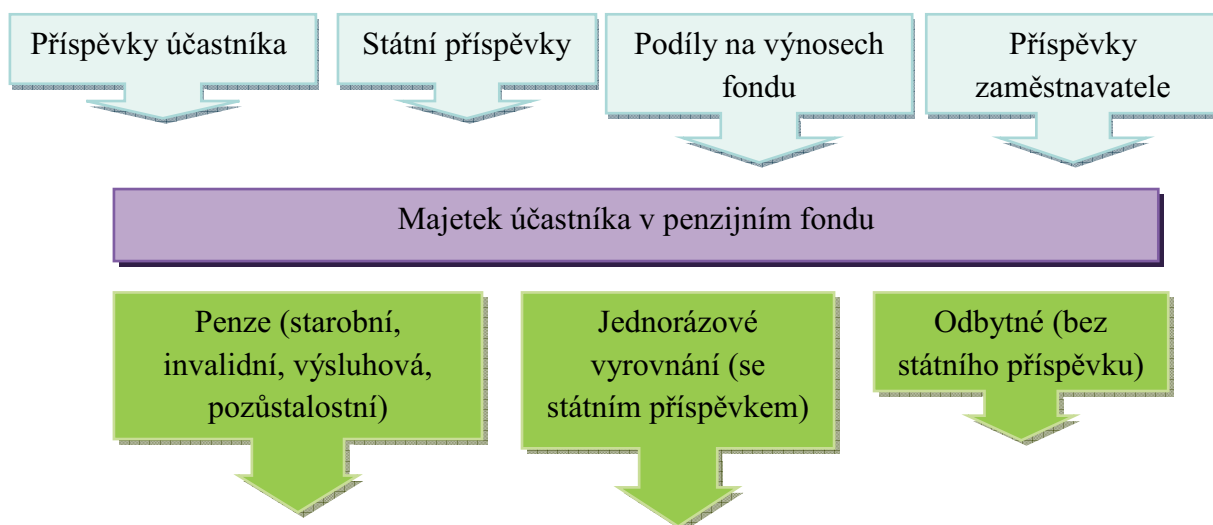 Příspěvky účastníka
Státní příspěvky
Podíly na výnosech
fondu
Příspěvky
zaměstnavatele
Majetek účastníka v penzijním fondu
Penze (starobní,
invalidní, výsluhová,
pozůstalostní)
Jednorázové
vyrovnání (se
státním příspěvkem)
Odbytné (bez
státního příspěvku)